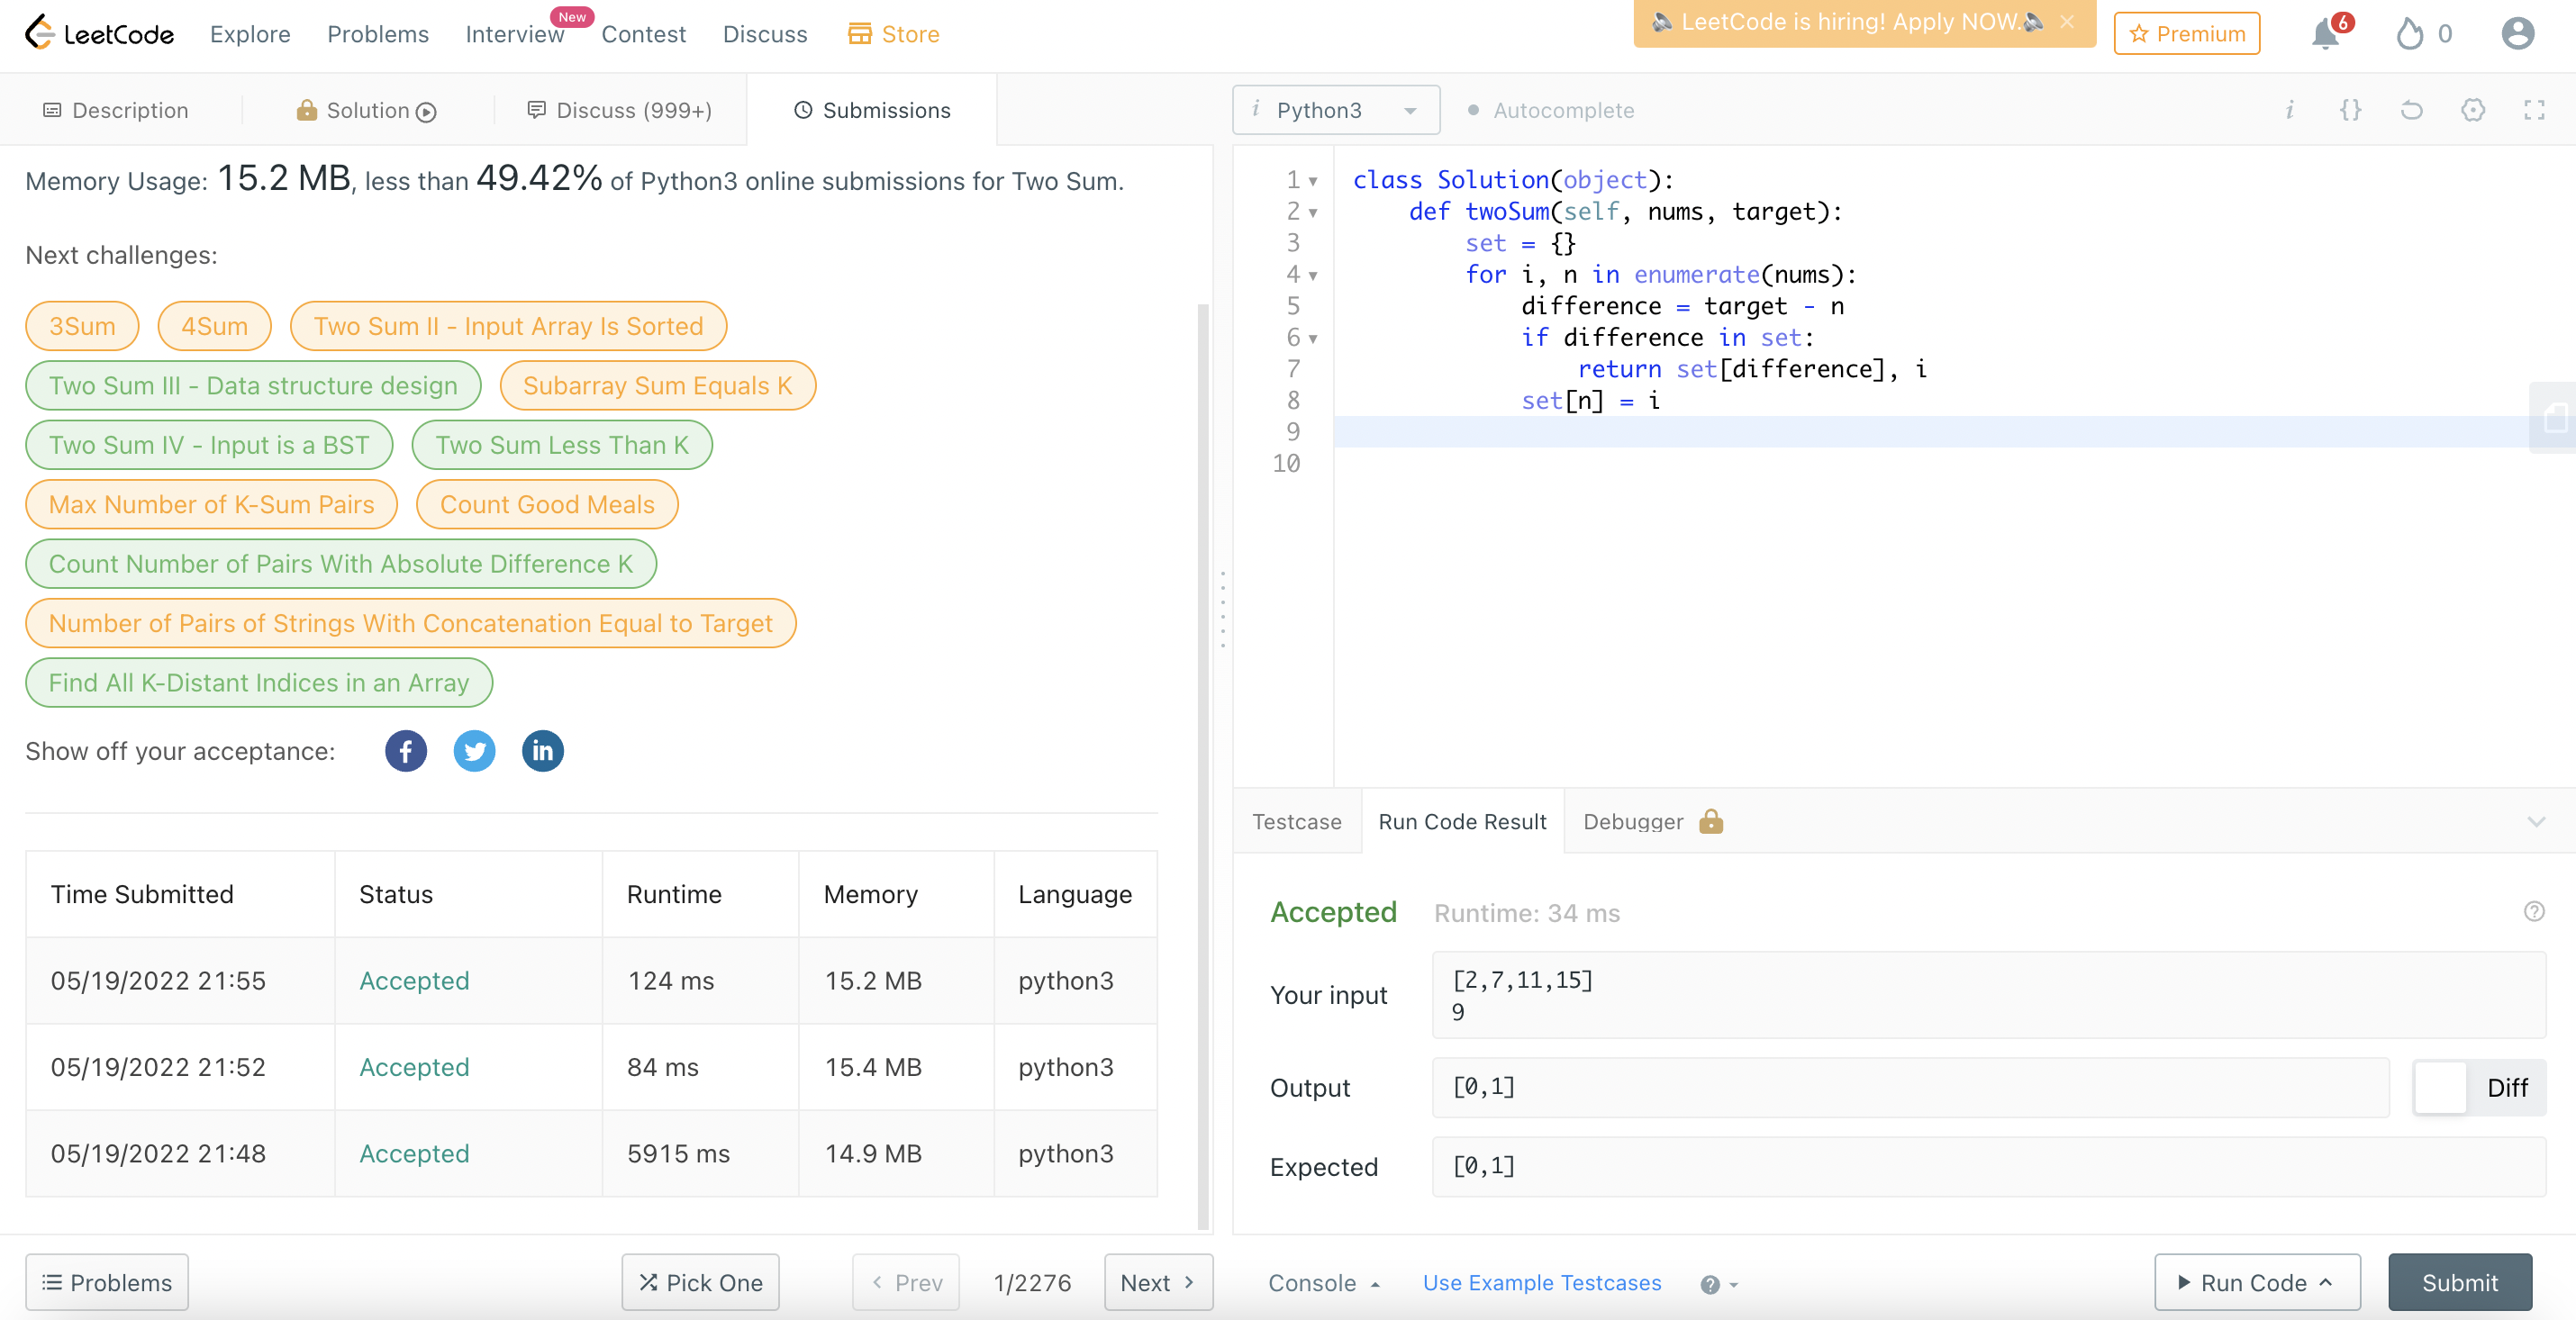 LeetCode Explore Problems Interview New Contest Discuss Store LeetCode is hiring! Apply NOW. Premium 6 0
Description Solution Discuss (999+) Submissions
Memory Usage: 15.2 MB, less than 49.42% of Python3 online submissions for Two Sum.
Next challenges:
3Sum 4Sum Two Sum II - Input Array Is Sorted
Two Sum III - Data structure design Subarray Sum Equals K
Two Sum IV - Input is a BST Two Sum Less Than K
Max Number of K-Sum Pairs Count Good Meals
Count Number of Pairs With Absolute Difference K
Number of Pairs of Strings With Concatenation Equal to Target
Find All K-Distant Indices in an Array
Show off your acceptance:
Time Submitted Status Runtime Memory Language
05/19/2022 21:55 Accepted 124 ms 15.2 MB python3
05/19/2022 21:52 Accepted 84 ms 15.4 MB python3
05/19/2022 21:48 Accepted 5915 ms 14.9 MB python3
Problems Pick One Prev 1/2276 Next
i Python3 Autocomplete i {}
1 class Solution(object):
2     def twoSum(self, nums, target):
3         set = {}
4         for i, n in enumerate(nums):
5             difference = target - n
6             if difference in set:
7                 return set[difference], i
8             set[n] = i
9
10
Testcase Run Code Result Debugger
Accepted Runtime: 34 ms
Your input
[2,7,11,15]
9
Output [0,1] Diff
Expected [0,1]
Console Use Example Testcases Run Code Submit